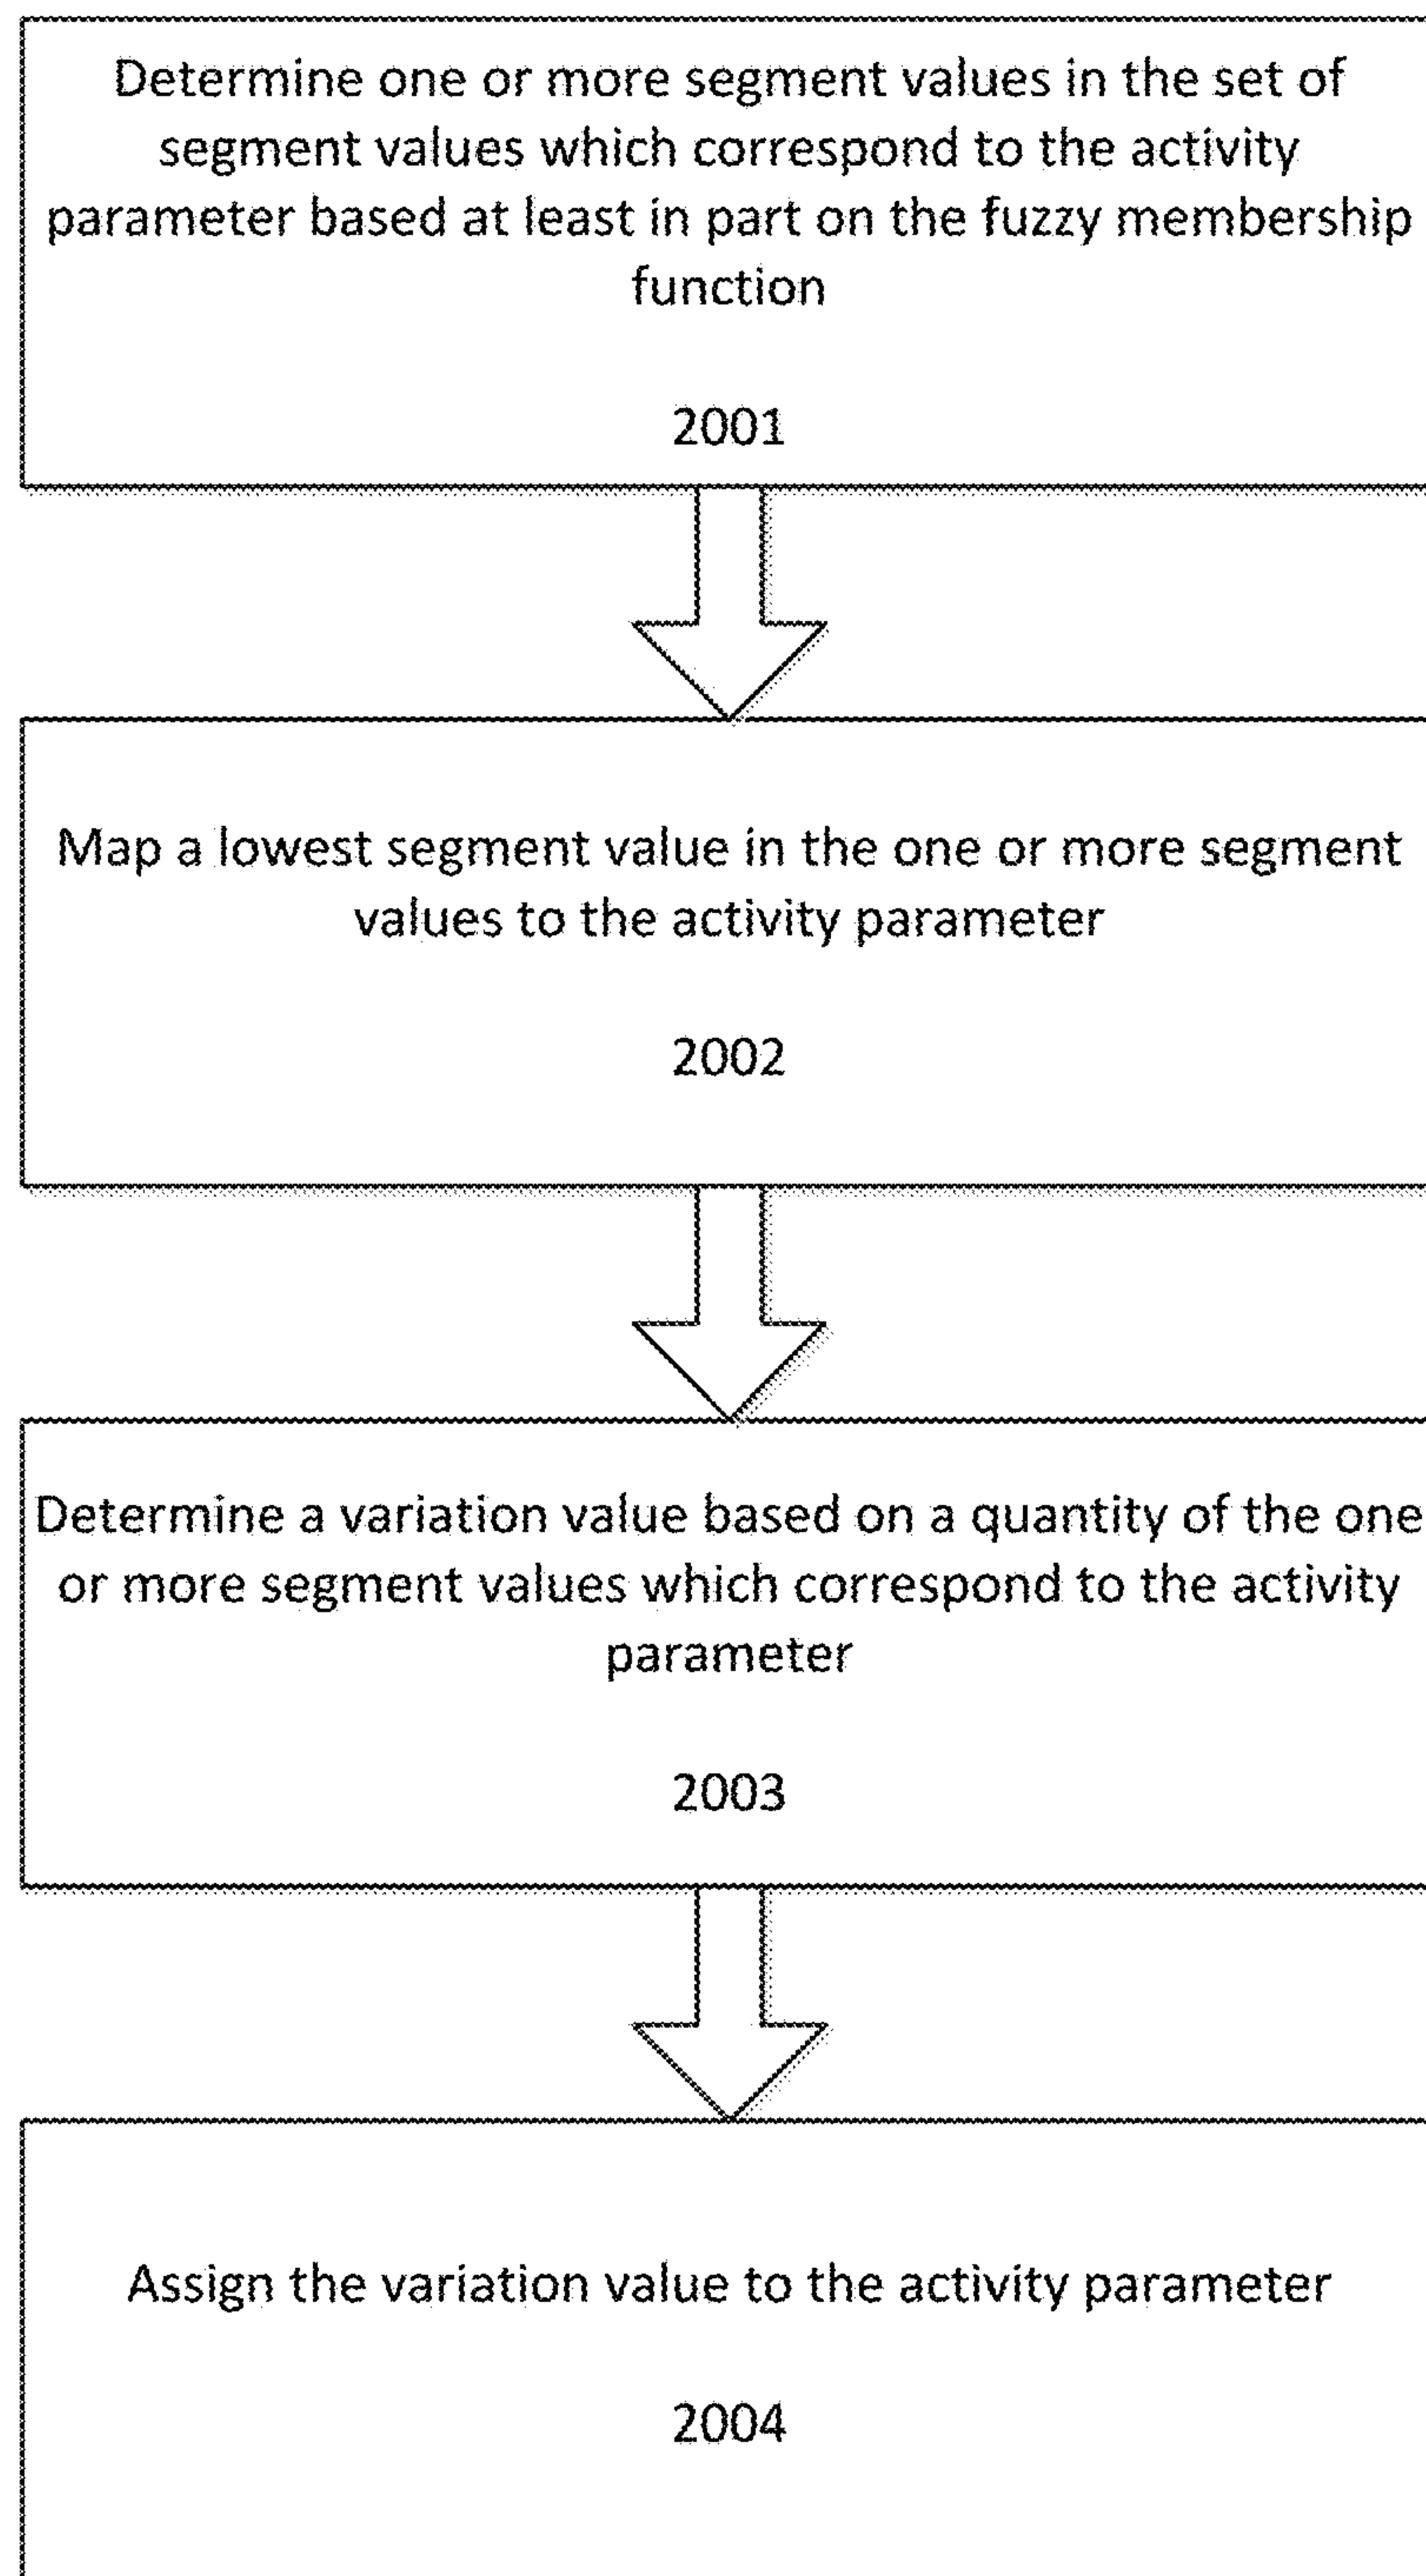 Determine one or more segment values in the set of
segment values which correspond to the activity
parameter based at least in part on the fuzzy membership
function
2001
Map a lowest segment value in the one or more segment
values to the activity parameter
2002
Determine a variation value based on a quantity of the one
or more segment values which correspond to the activity
parameter
2003
Assign the variation value to the activity parameter
2004